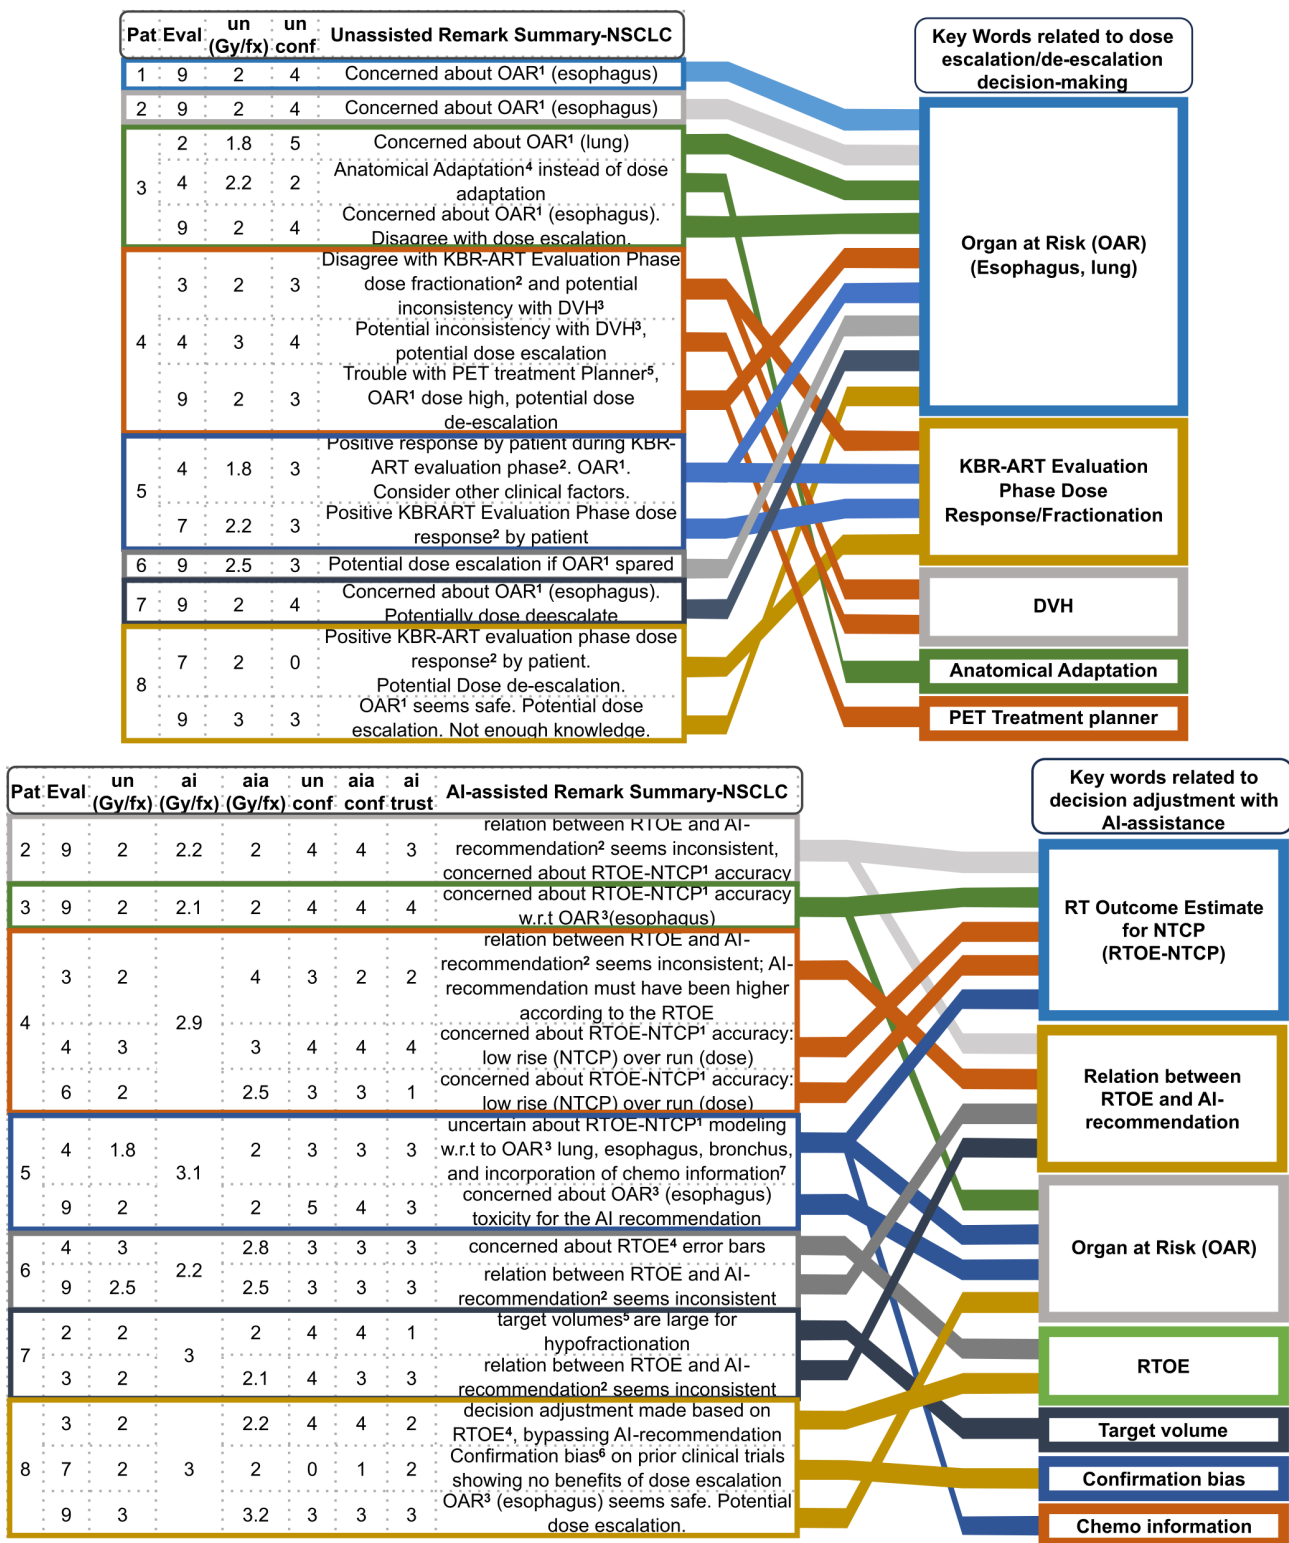 Pat Eval un (Gy/fx) un conf Unassisted Remark Summary-NSCLC
1 9 2 4 Concerned about OAR¹ (esophagus)
2 9 2 4 Concerned about OAR¹ (esophagus)
3
2 1.8 5 Concerned about OAR¹ (lung)
4 2.2 2 Anatomical Adaptation⁴ instead of dose
adaptation
9 2 4 Concerned about OAR¹ (esophagus).
Disagree with dose escalation.
4
3 2 3 Disagree with KBR-ART Evaluation Phase
dose fractionation² and potential
inconsistency with DVH³
4 3 4 Potential inconsistency with DVH³,
potential dose escalation
9 2 3 Trouble with PET treatment Planner⁵,
OAR¹ dose high, potential dose
de-escalation
5
4 1.8 3 Positive response by patient during KBR-
ART evaluation phase². OAR¹.
Consider other clinical factors.
7 2.2 3 Positive KBRART Evaluation Phase dose
response² by patient
6 9 2.5 3 Potential dose escalation if OAR¹ spared
7 9 2 4 Concerned about OAR¹ (esophagus).
Potentially dose deescalate
8
7 2 0 Positive KBR-ART evaluation phase dose
response² by patient.
Potential Dose de-escalation.
9 3 3 OAR¹ seems safe. Potential dose
escalation. Not enough knowledge.
Key Words related to dose
escalation/de-escalation
decision-making
Organ at Risk (OAR)
(Esophagus, lung)
KBR-ART Evaluation
Phase Dose
Response/Fractionation
DVH
Anatomical Adaptation
PET Treatment planner
Pat Eval un (Gy/fx) ai (Gy/fx) aia (Gy/fx) un conf aia conf ai trust AI-assisted Remark Summary-NSCLC
2 9 2 2.2 2 4 4 3 relation between RTOE and AI-
recommendation² seems inconsistent,
concerned about RTOE-NTCP¹ accuracy
3 9 2 2.1 2 4 4 4 concerned about RTOE-NTCP¹ accuracy
w.r.t OAR³(esophagus)
4 2.9
3 2 4 3 2 2 relation between RTOE and AI-
recommendation² seems inconsistent; AI-
recommendation must have been higher
according to the RTOE
4 3 3 4 4 4 concerned about RTOE-NTCP¹ accuracy:
low rise (NTCP) over run (dose)
6 2 2.5 3 3 1 concerned about RTOE-NTCP¹ accuracy:
low rise (NTCP) over run (dose)
5 3.1
4 1.8 2 3 3 3 uncertain about RTOE-NTCP¹ modeling
w.r.t to OAR³ lung, esophagus, bronchus,
and incorporation of chemo information⁷
9 2 2 5 4 3 concerned about OAR³ (esophagus)
toxicity for the AI recommendation
6 2.2
4 3 2.8 3 3 3 concerned about RTOE⁴ error bars
9 2.5 2.5 3 3 3 relation between RTOE and AI-
recommendation² seems inconsistent
7 3
2 2 2 4 4 1 target volumes⁵ are large for
hypofractionation
3 2 2.1 4 3 3 relation between RTOE and AI-
recommendation² seems inconsistent
8 3
3 2 2.2 4 4 2 decision adjustment made based on
RTOE⁴, bypassing AI-recommendation
7 2 2 0 1 2 Confirmation bias⁶ on prior clinical trials
showing no benefits of dose escalation
9 3 3.2 3 3 3 OAR³ (esophagus) seems safe. Potential
dose escalation.
Key words related to
decision adjustment with
AI-assistance
RT Outcome Estimate
for NTCP
(RTOE-NTCP)
Relation between
RTOE and AI-
recommendation
Organ at Risk (OAR)
RTOE
Target volume
Confirmation bias
Chemo information